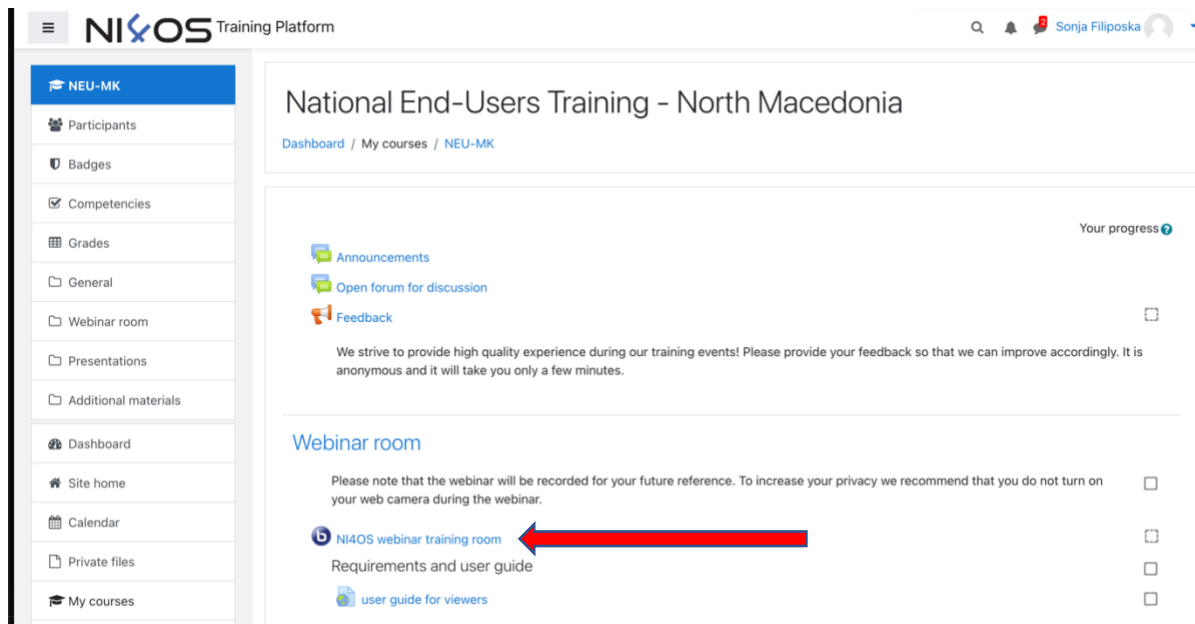 NI4OS Training Platform
2
Sonja Filiposka
NEU-MK
Participants
Badges
Competencies
Grades
General
Webinar room
Presentations
Additional materials
Dashboard
Site home
Calendar
Private files
My courses
National End-Users Training - North Macedonia
Dashboard / My courses / NEU-MK
Your progress
Announcements
Open forum for discussion
Feedback
We strive to provide high quality experience during our training events! Please provide your feedback so that we can improve accordingly. It is
anonymous and it will take you only a few minutes.
Webinar room
Please note that the webinar will be recorded for your future reference. To increase your privacy we recommend that you do not turn on
your web camera during the webinar.
b NI4OS webinar training room
Requirements and user guide
user guide for viewers